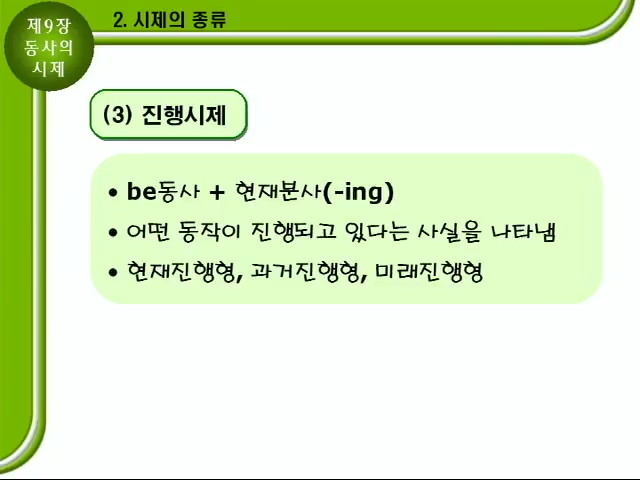 제9장
동사의
시제
2. 시제의 종류
(3) 진행시제
• be동사 + 현재분사(-ing)
• 어떤 동작이 진행되고 있다는 사실을 나타냄
• 현재진행형, 과거진행형, 미래진행형